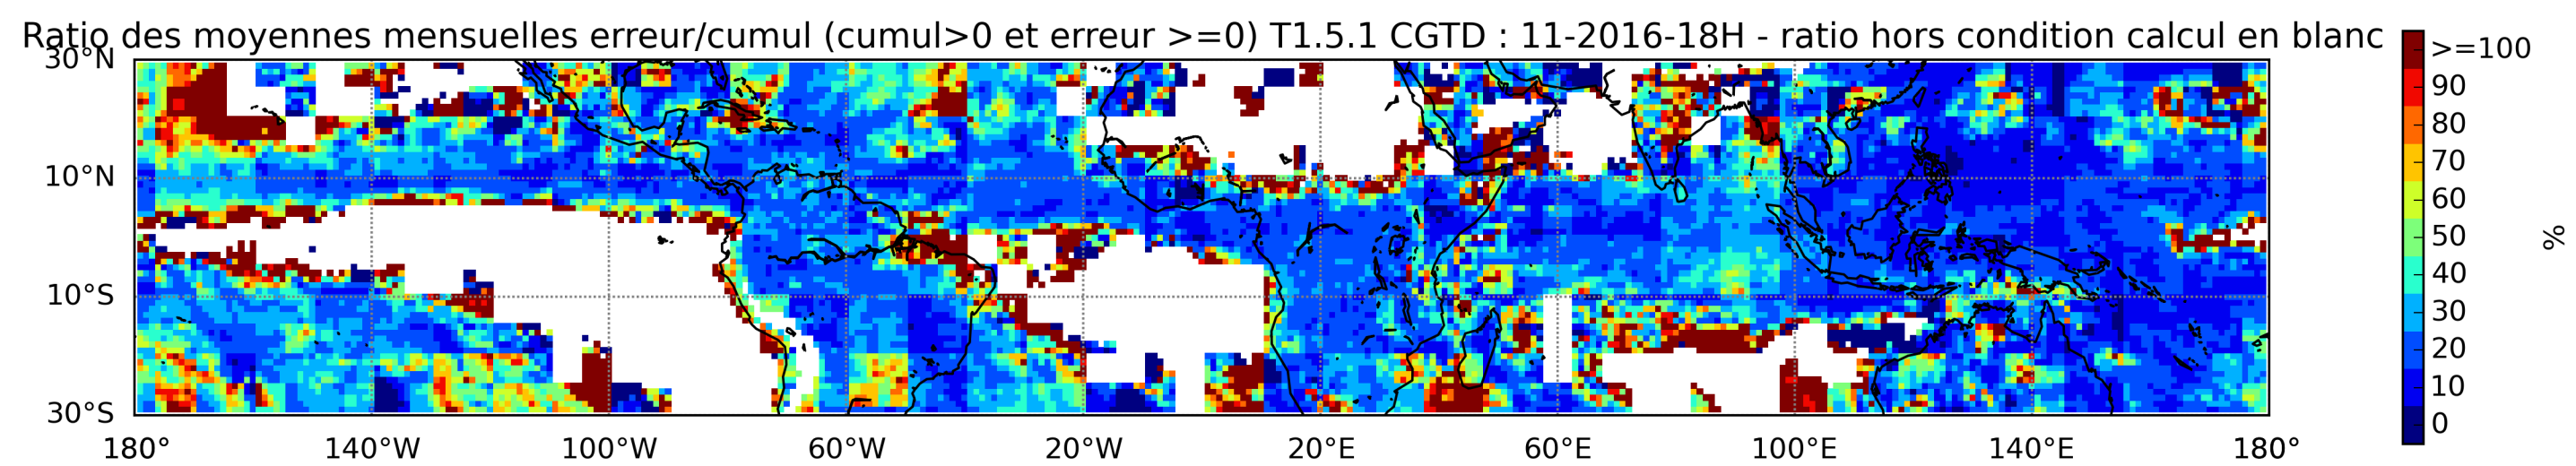 Ratio des moyennes mensuelles erreur/cumul (cumul>0 et erreur >=0) T1.5.1 CGTD : 11-2016-18H - ratio hors condition calcul en blanc
30°N
10°N
10°S
30°S
180°
140°W
100°W
60°W
20°W
20°E
60°E
100°E
140°E
180°
>=100
90
80
70
60
50
40
30
20
10
0
%